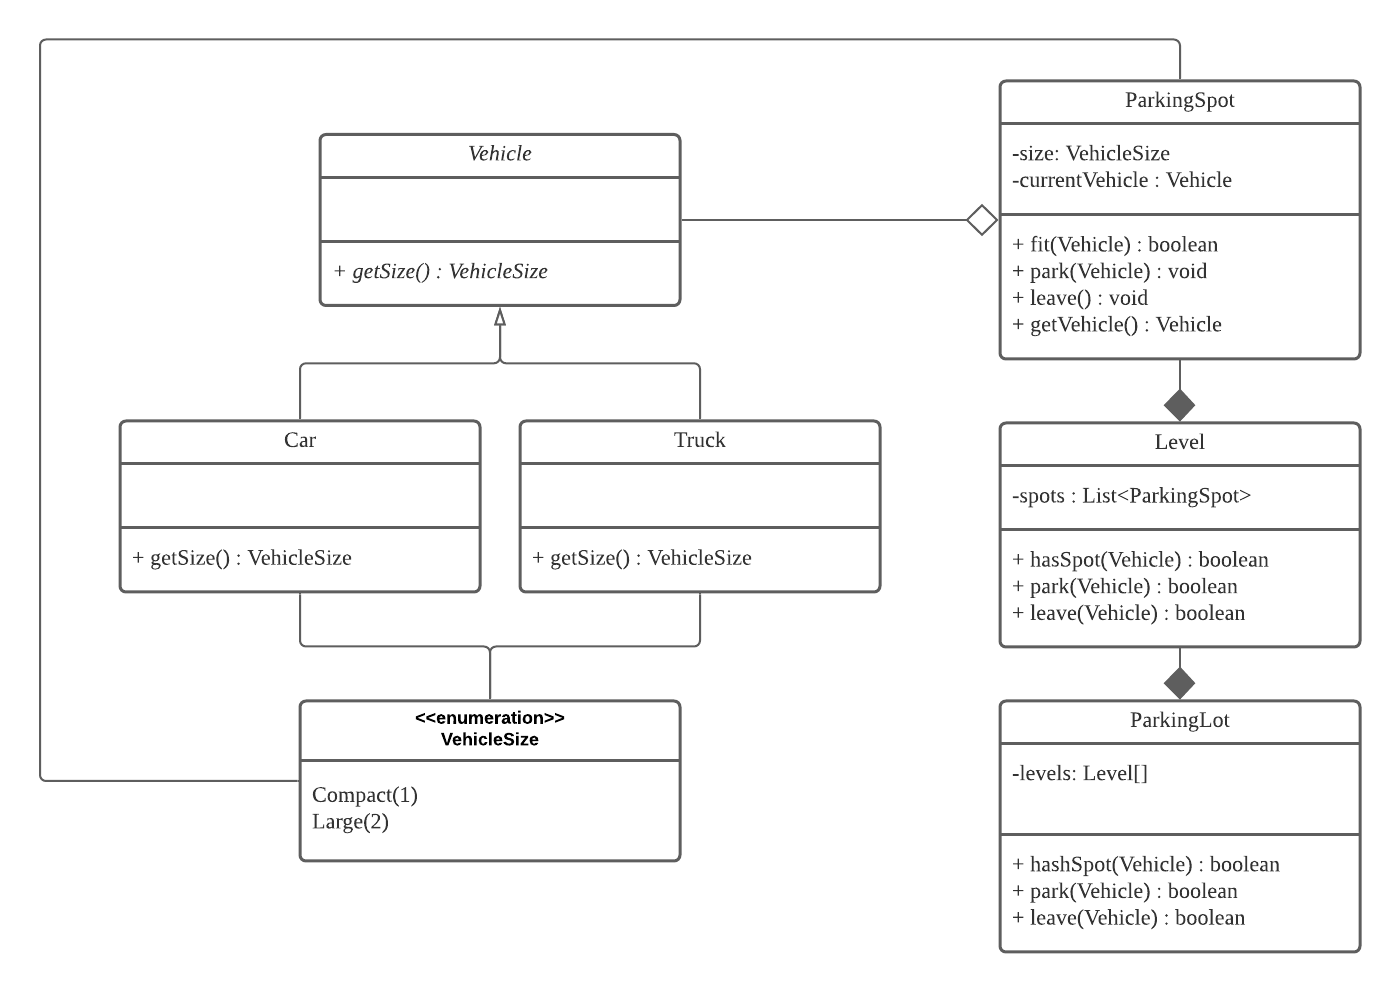 ParkingSpot
-size: VehicleSize
-currentVehicle : Vehicle
+ fit(Vehicle) : boolean
+ park(Vehicle) : void
+ leave() : void
+ getVehicle() : Vehicle
Vehicle
+ getSize() : VehicleSize
Car
+ getSize() : VehicleSize
Truck
+ getSize() : VehicleSize
Level
-spots : List<ParkingSpot>
+ hasSpot(Vehicle) : boolean
+ park(Vehicle) : boolean
+ leave(Vehicle) : boolean
<<enumeration>>
VehicleSize
Compact(1)
Large(2)
ParkingLot
-levels: Level[]
+ hashSpot(Vehicle) : boolean
+ park(Vehicle) : boolean
+ leave(Vehicle) : boolean